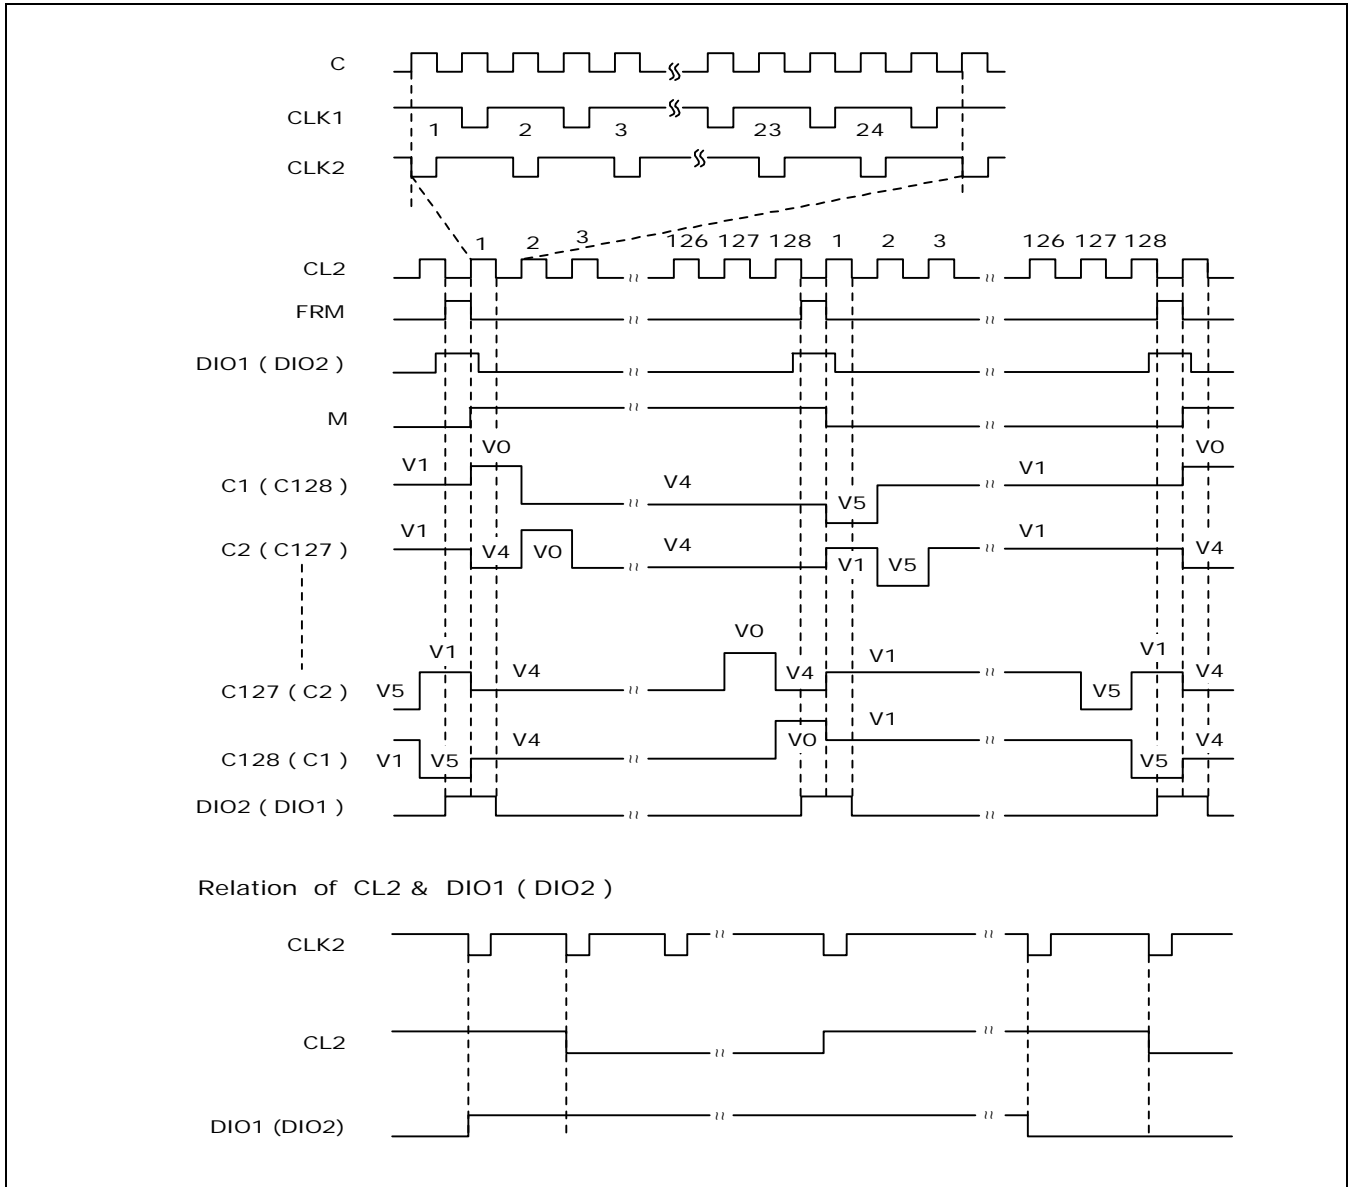 C
CLK1
1 2 3 23 24
CLK2
1 2 3 126 127 128 1 2 3 126 127 128
CL2
FRM
DIO1 ( DIO2 )
M
V1 V0 V4 V5 V1 V0
C1 ( C128 )
V1 V4 V0 V4 V1 V5 V1 V4
C2 ( C127 )
V5 V1 V4 V0 V4 V1 V5 V1 V4
C127 ( C2 )
V1 V5 V4 V0 V1 V5 V4
C128 ( C1 )
DIO2 ( DIO1 )
Relation of CL2 & DIO1 ( DIO2 )
CLK2
CL2
DIO1 (DIO2)